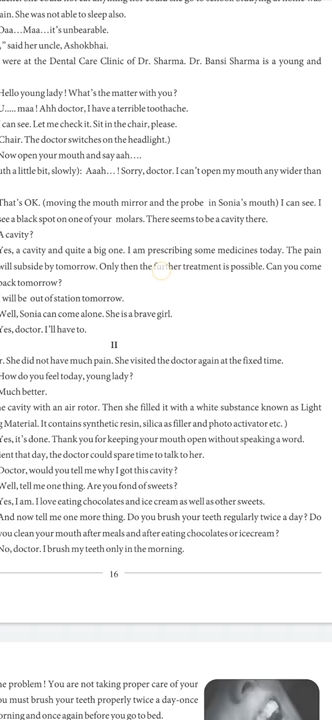 ain. She was not able to sleep also.
Daa…Maa…it's unbearable.
," said her uncle, Ashokbhai.
were at the Dental Care Clinic of Dr. Sharma. Dr. Bansi Sharma is a young and
Hello young lady ! What's the matter with you ?
U..... maa ! Ahh doctor, I have a terrible toothache.
can see. Let me check it. Sit in the chair, please.
Chair. The doctor switches on the headlight.)
Now open your mouth and say aah….
uth a little bit, slowly): Aaah… ! Sorry, doctor. I can't open my mouth any wider than
That's OK. (moving the mouth mirror and the probe in Sonia's mouth) I can see. I
see a black spot on one of your molars. There seems to be a cavity there.
A cavity ?
Yes, a cavity and quite a big one. I am prescribing some medicines today. The pain
will subside by tomorrow. Only then the further treatment is possible. Can you come
back tomorrow ?
will be out of station tomorrow.
Well, Sonia can come alone. She is a brave girl.
Yes, doctor. I'll have to.
II
r. She did not have much pain. She visited the doctor again at the fixed time.
How do you feel today, young lady ?
Much better.
e cavity with an air rotor. Then she filled it with a white substance known as Light
g Material. It contains synthetic resin, silica as filler and photo activator etc. )
Yes, it's done. Thank you for keeping your mouth open without speaking a word.
ient that day, the doctor could spare time to talk to her.
Doctor, would you tell me why I got this cavity ?
Well, tell me one thing. Are you fond of sweets ?
Yes, I am. I love eating chocolates and ice cream as well as other sweets.
And now tell me one more thing. Do you brush your teeth regularly twice a day ? Do
you clean your mouth after meals and after eating chocolates or icecream ?
No, doctor. I brush my teeth only in the morning.
16
e problem ! You are not taking proper care of your
ou must brush your teeth properly twice a day-once
orning and once again before you go to bed.